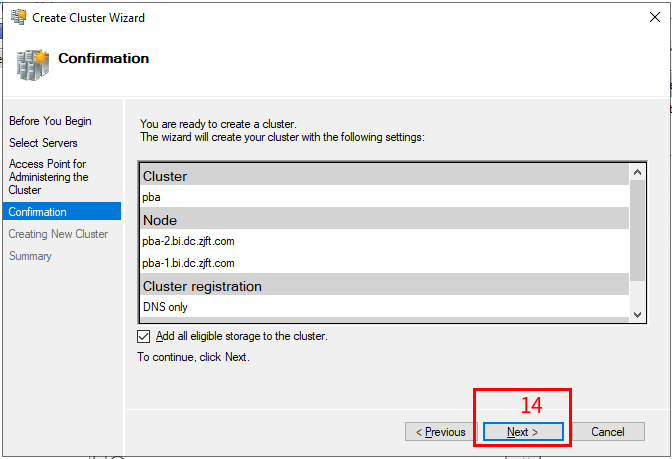 Create Cluster Wizard
Confirmation
Before You Begin
Select Servers
Access Point for
Administering the
Cluster
Confirmation
Creating New Cluster
Summary
You are ready to create a cluster.
The wizard will create your cluster with the following settings:
Cluster
pba
Node
pba-2.bi.dc.zjft.com
pba-1.bi.dc.zjft.com
Cluster registration
DNS only
Add all eligible storage to the cluster.
To continue, click Next.
14
< Previous
Next >
Cancel